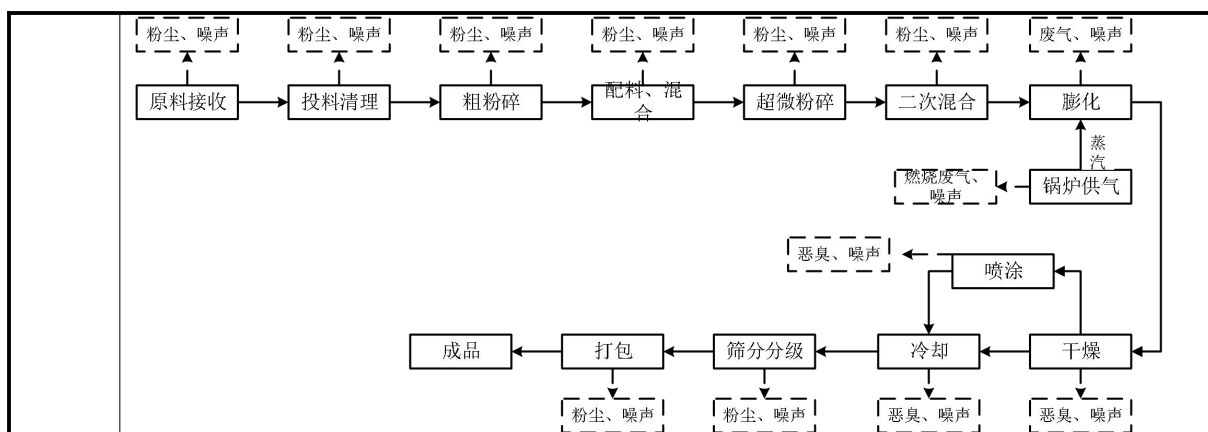 粉尘、噪声
粉尘、噪声
粉尘、噪声
粉尘、噪声
粉尘、噪声
粉尘、噪声
废气、噪声
原料接收
投料清理
粗粉碎
配料、混
合
超微粉碎
二次混合
膨化
蒸
汽
燃烧废气、
噪声
锅炉供气
恶臭、噪声
喷涂
成品
打包
筛分分级
冷却
干燥
粉尘、噪声
粉尘、噪声
恶臭、噪声
恶臭、噪声